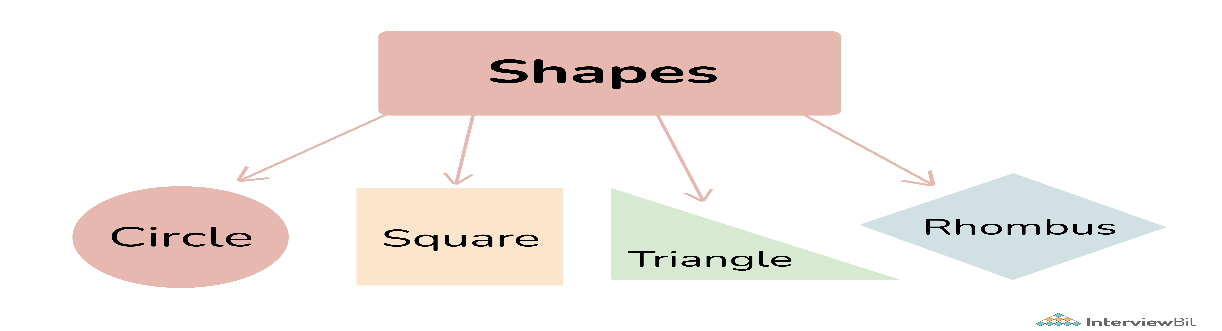 Shapes
Circle
Square
Triangle
Rhombus
InterviewBit